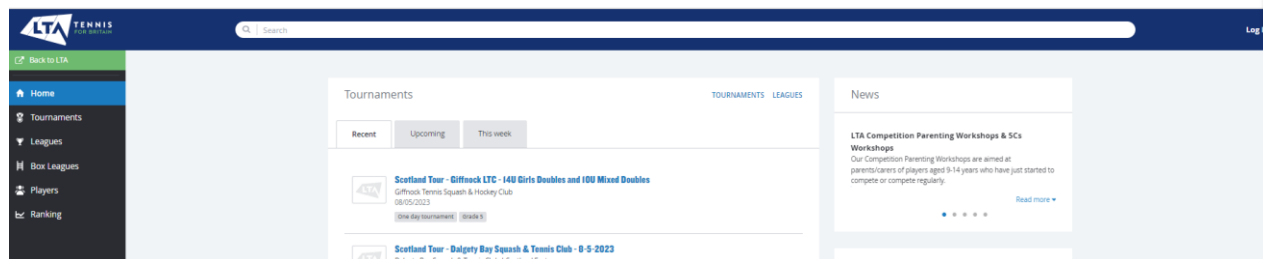 LTA TENNIS
FOR BRITAIN
Search
Log
Back to LTA
Home
Tournaments
Leagues
Box Leagues
Players
Ranking
Tournaments
TOURNAMENTS LEAGUES
Recent
Upcoming
This week
LTA
Scotland Tour - Giffnock LTC - 14U Girls Doubles and 10U Mixed Doubles
Giffnock Tennis Squash & Hockey Club
08/05/2023
One day tournament
Grade 5
LTA
Scotland Tour - Dalgety Bay Squash & Tennis Club - 8-5-2023
News
LTA Competition Parenting Workshops & 5Cs
Workshops
Our Competition Parenting Workshops are aimed at
parents/carers of players aged 9-14 years who have just started to
compete or compete regularly.
Read more